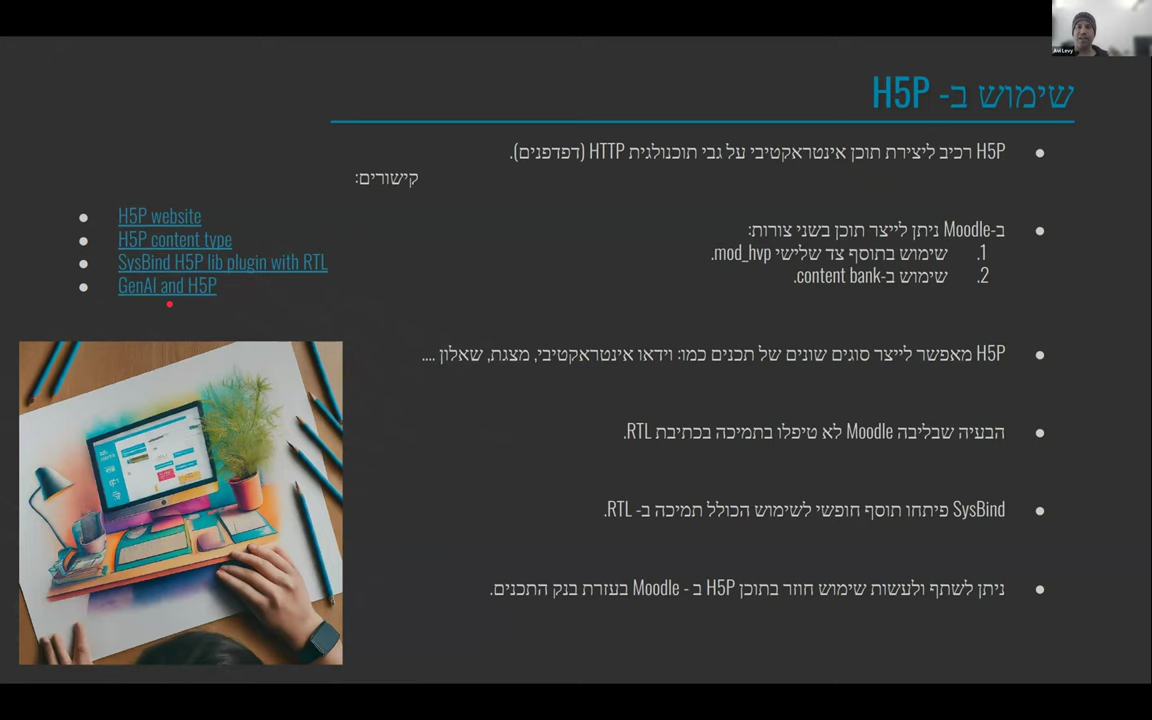 Avi Levy
שימוש ב- H5P
H5P רכיב ליצירת תוכן אינטראקטיבי על גבי תוכנולגית HTTP (דפדפנים).
קישורים:
H5P website
H5P content type
SysBind H5P lib plugin with RTL
GenAI and H5P
ב-Moodle ניתן לייצר תוכן בשני צורות:
1. שימוש בתוסף צד שלישי mod_hvp.
2. שימוש ב-content bank.
H5P מאפשר לייצר סוגים שונים של תכנים כמו: וידאו אינטראקטיבי, מצגת, שאלון ....
הבעיה שבליבה Moodle לא טיפלו בתמיכה בכתיבת RTL.
SysBind פיתחו תוסף חופשי לשימוש הכולל תמיכה ב- RTL.
ניתן לשתף ולעשות שימוש חוזר בתוכן H5P ב - Moodle בעזרת בנק התכנים.